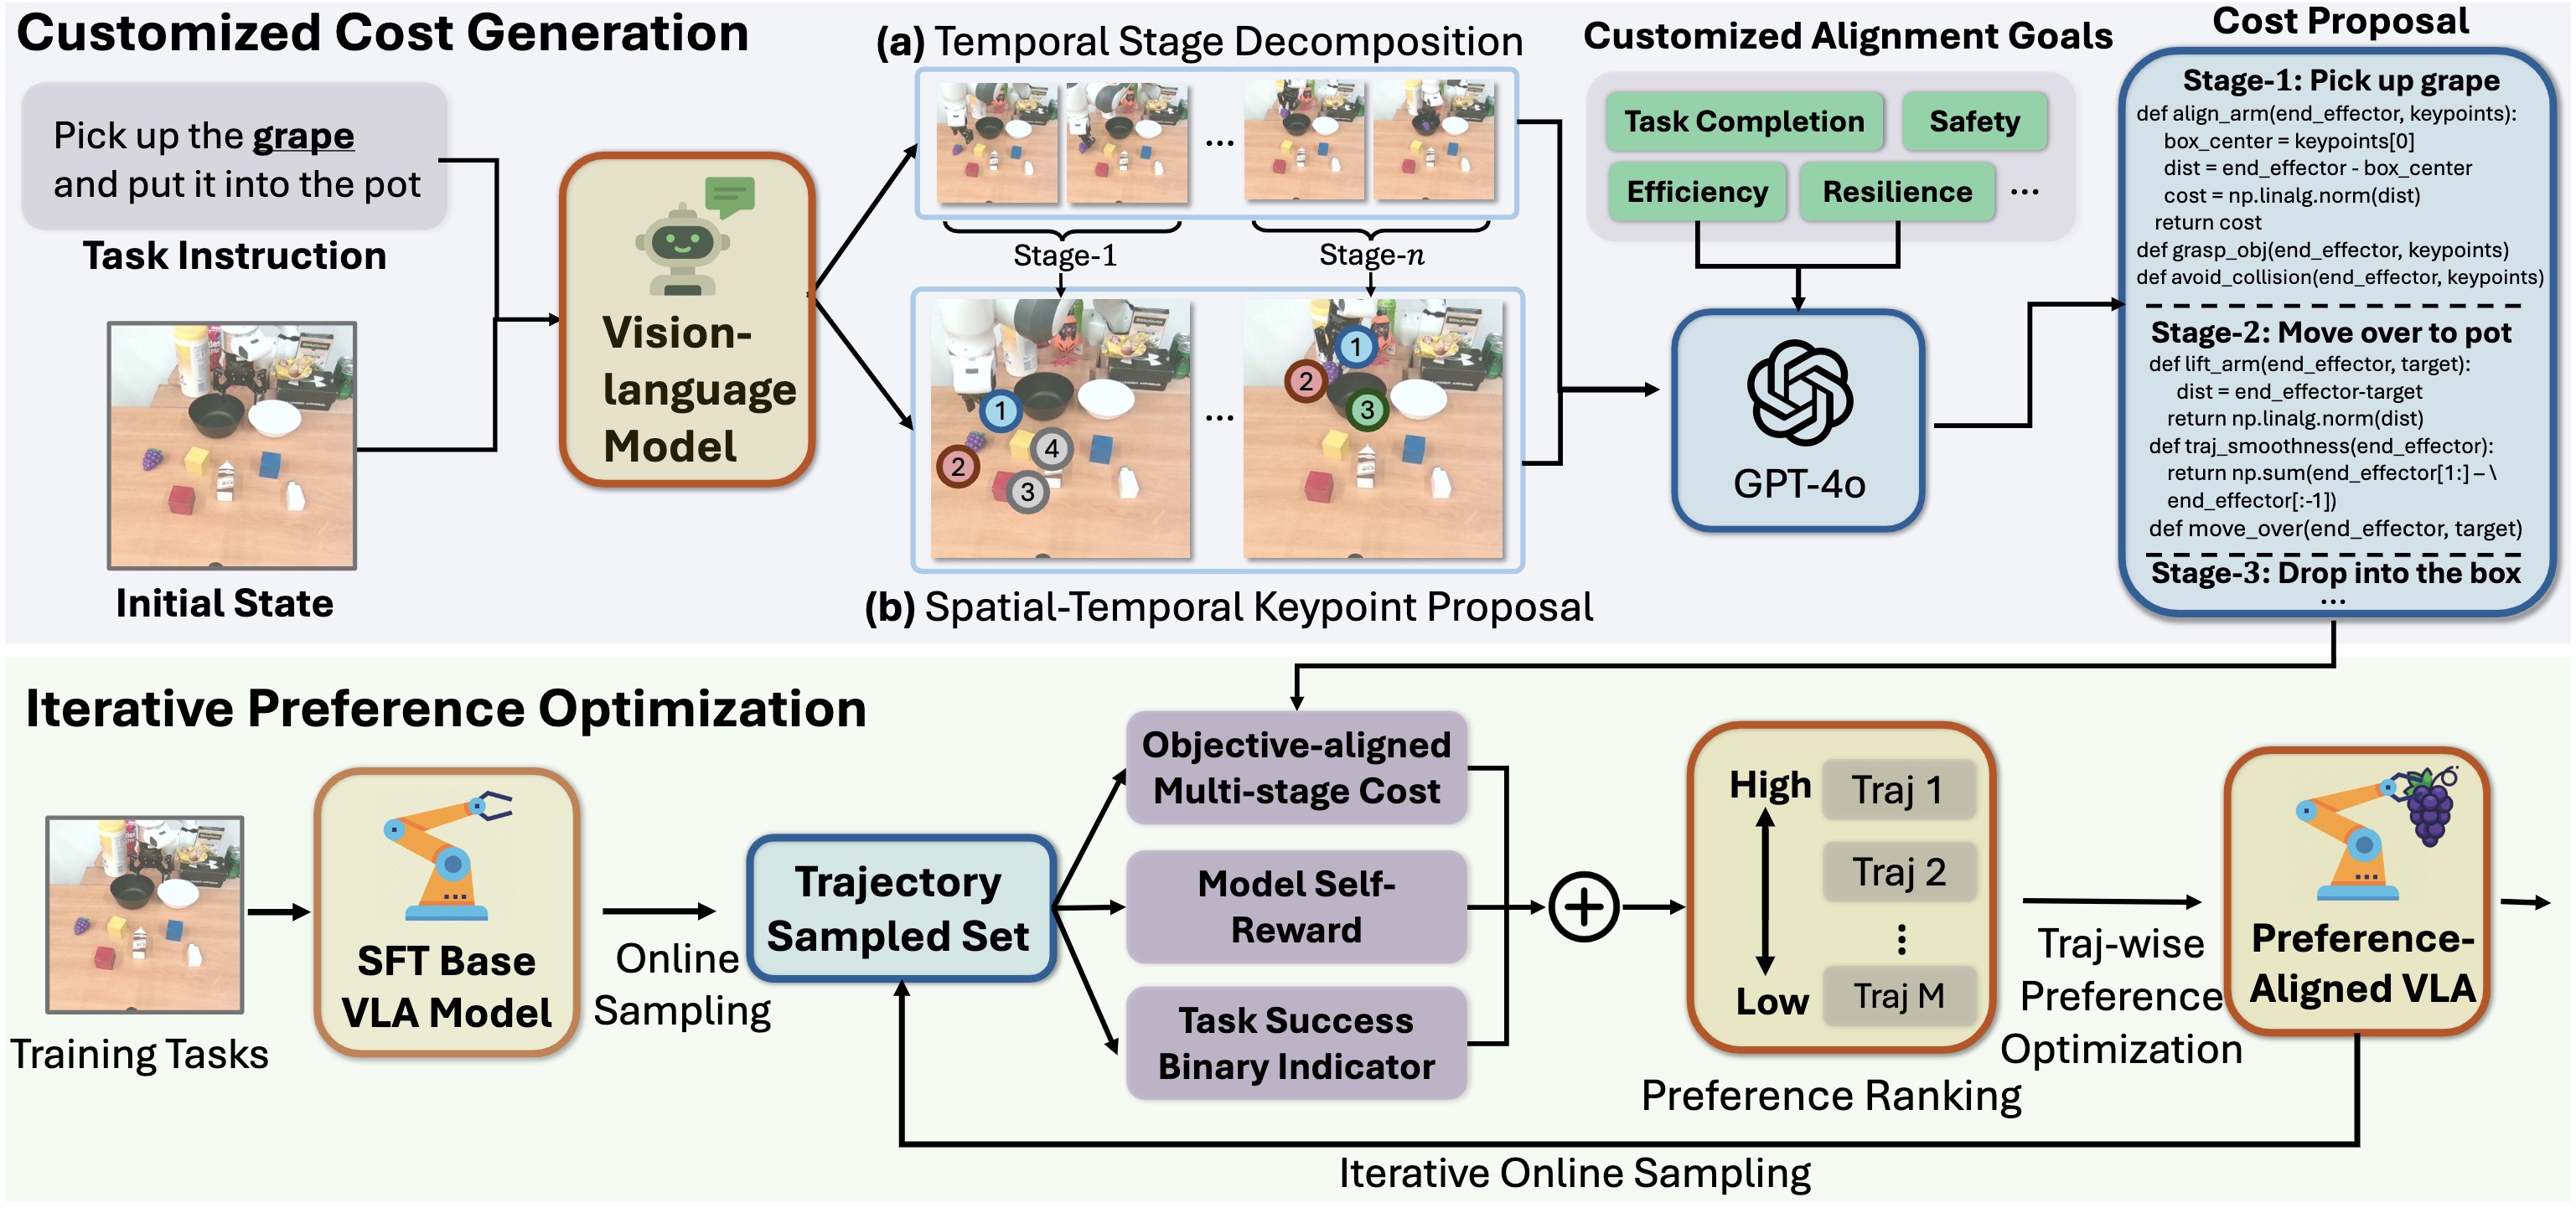 Customized Cost Generation
Pick up the grape
and put it into the pot
Task Instruction
Initial State
Vision-
language
Model
(a) Temporal Stage Decomposition
...
Stage-1
Stage-n
1
2
3
4
...
1
2
3
(b) Spatial-Temporal Keypoint Proposal
Customized Alignment Goals
Task Completion
Safety
Efficiency
Resilience
...
GPT-4o
Cost Proposal
Stage-1: Pick up grape
def align_arm(end_effector, keypoints):
box_center = keypoints[0]
dist = end_effector - box_center
cost = np.linalg.norm(dist)
return cost
def grasp_obj(end_effector, keypoints)
def avoid_collision(end_effector, keypoints)
Stage-2: Move over to pot
def lift_arm(end_effector, target):
dist = end_effector-target
return np.linalg.norm(dist)
def traj_smoothness(end_effector):
return np.sum(end_effector[1:] – \
end_effector[:-1])
def move_over(end_effector, target)
Stage-3: Drop into the box
...
Iterative Preference Optimization
Training Tasks
SFT Base
VLA Model
Online
Sampling
Trajectory
Sampled Set
Objective-aligned
Multi-stage Cost
Model Self-
Reward
Task Success
Binary Indicator
High
Low
Traj 1
Traj 2
⋮
Traj M
Preference Ranking
Traj-wise
Preference
Optimization
Preference-
Aligned VLA
Iterative Online Sampling